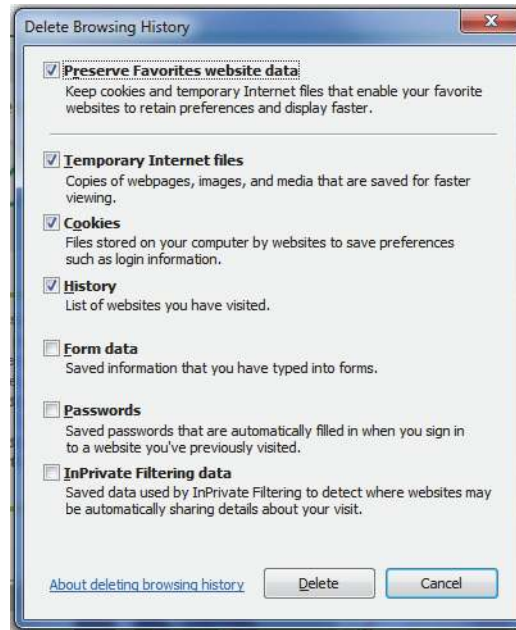 Delete Browsing History
Preserve Favorites website data
Keep cookies and temporary Internet files that enable your favorite
websites to retain preferences and display faster.
Temporary Internet files
Copies of webpages, images, and media that are saved for faster
viewing.
Cookies
Files stored on your computer by websites to save preferences
such as login information.
History
List of websites you have visited.
Form data
Saved information that you have typed into forms.
Passwords
Saved passwords that are automatically filled in when you sign in
to a website you've previously visited.
InPrivate Filtering data
Saved data used by InPrivate Filtering to detect where websites may
be automatically sharing details about your visit.
About deleting browsing history Delete Cancel